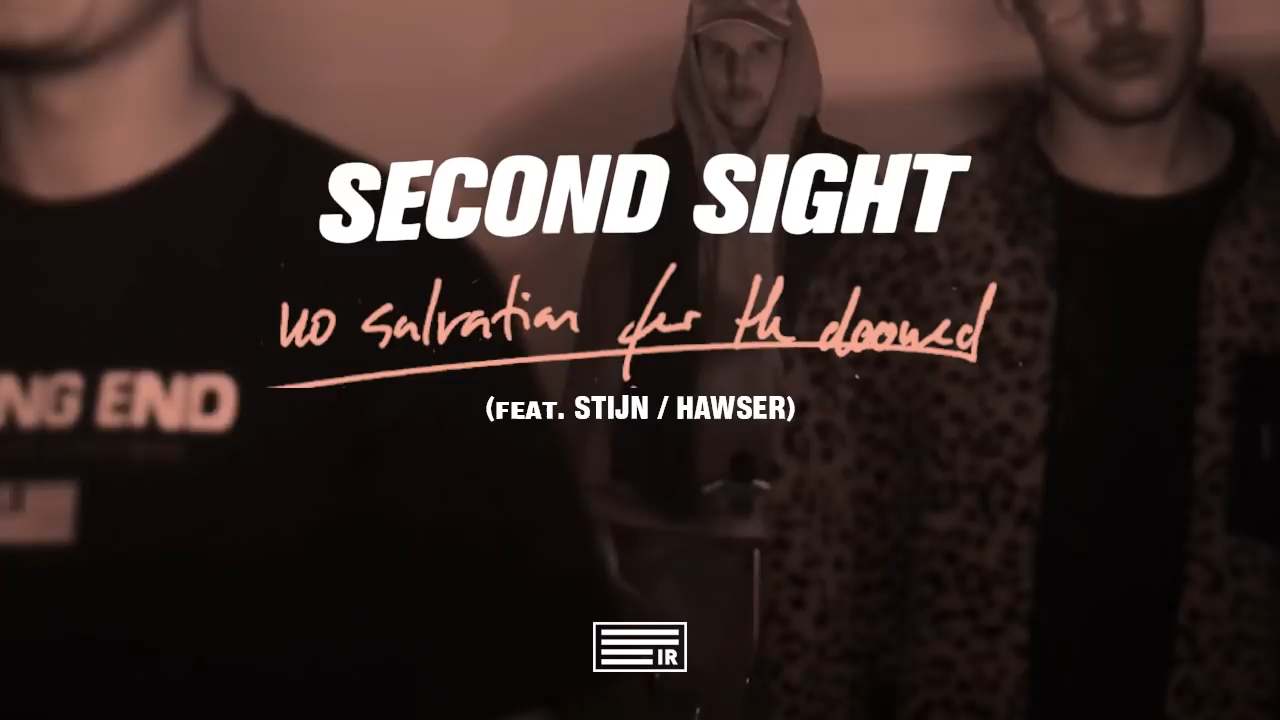 SECOND SIGHT
no salvation for the doomed
(FEAT. STIJN / HAWSER)
NG END
IR